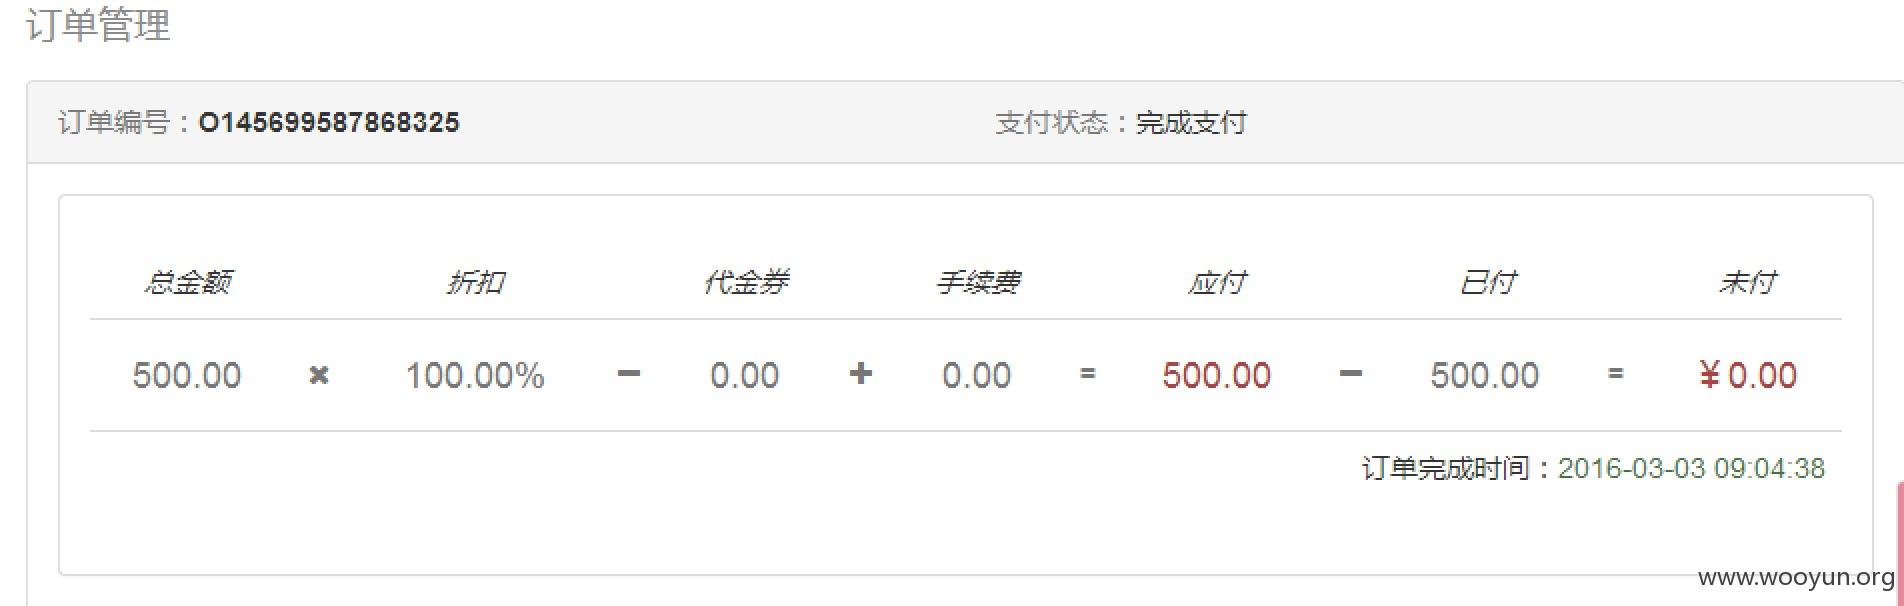 订单管理
订单编号：O145699587868325 支付状态：完成支付
总金额 折扣 代金券 手续费 应付 已付 未付
500.00 × 100.00% − 0.00 + 0.00 = 500.00 − 500.00 = ¥0.00
订单完成时间：2016-03-03 09:04:38
www.wooyun.org